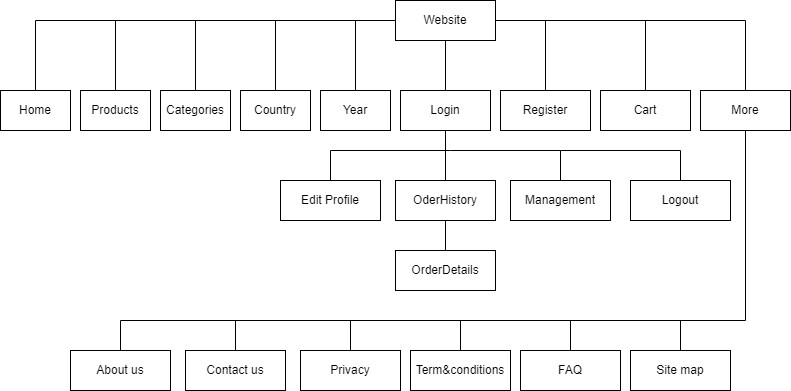 Website
Home
Products
Categories
Country
Year
Login
Register
Cart
More
Edit Profile
OderHistory
Management
Logout
OrderDetails
About us
Contact us
Privacy
Term&conditions
FAQ
Site map